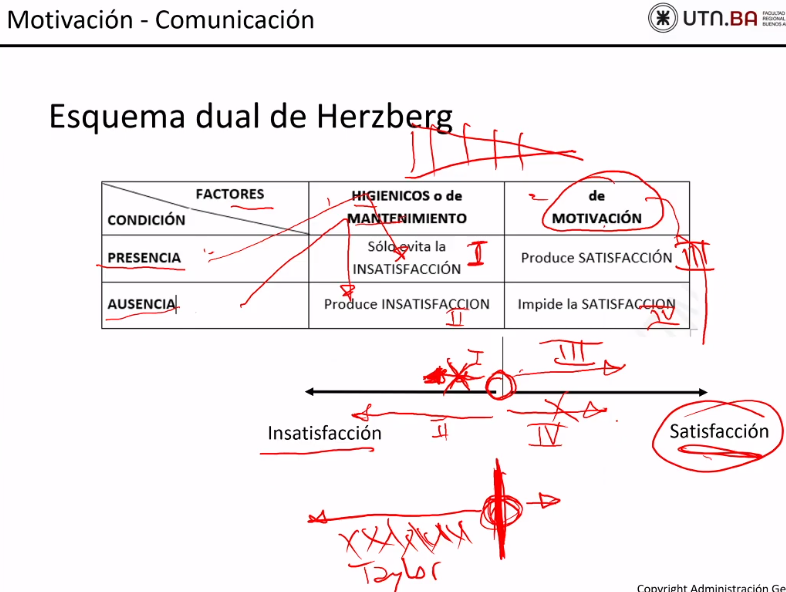 Motivación - Comunicación
UTN.BA
FACULTAD
REGIONAL
BUENOS A
Esquema dual de Herzberg
FACTORES
CONDICIÓN
HIGIENICOS o de
MANTENIMIENTO
de
MOTIVACIÓN
PRESENCIA
Sólo evita la
INSATISFACCIÓN
I
Produce SATISFACCIÓN
III
AUSENCIA
Produce INSATISFACCION
II
Impide la SATISFACCION
IV
I
III
II
IV
Insatisfacción
Satisfacción
Taylor
Copyright Administración Ge